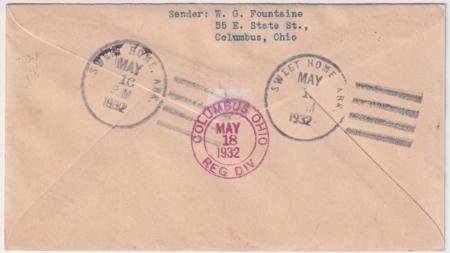 Sender: W. G. Fountaine
55 E. State St.,
Columbus, Ohio
SWEET HOME, ARK.
MAY
PM
1932
SWEET HOME, ARK.
MAY
M
1932
COLUMBUS, OHIO
MAY
18
1932
REG DIV.